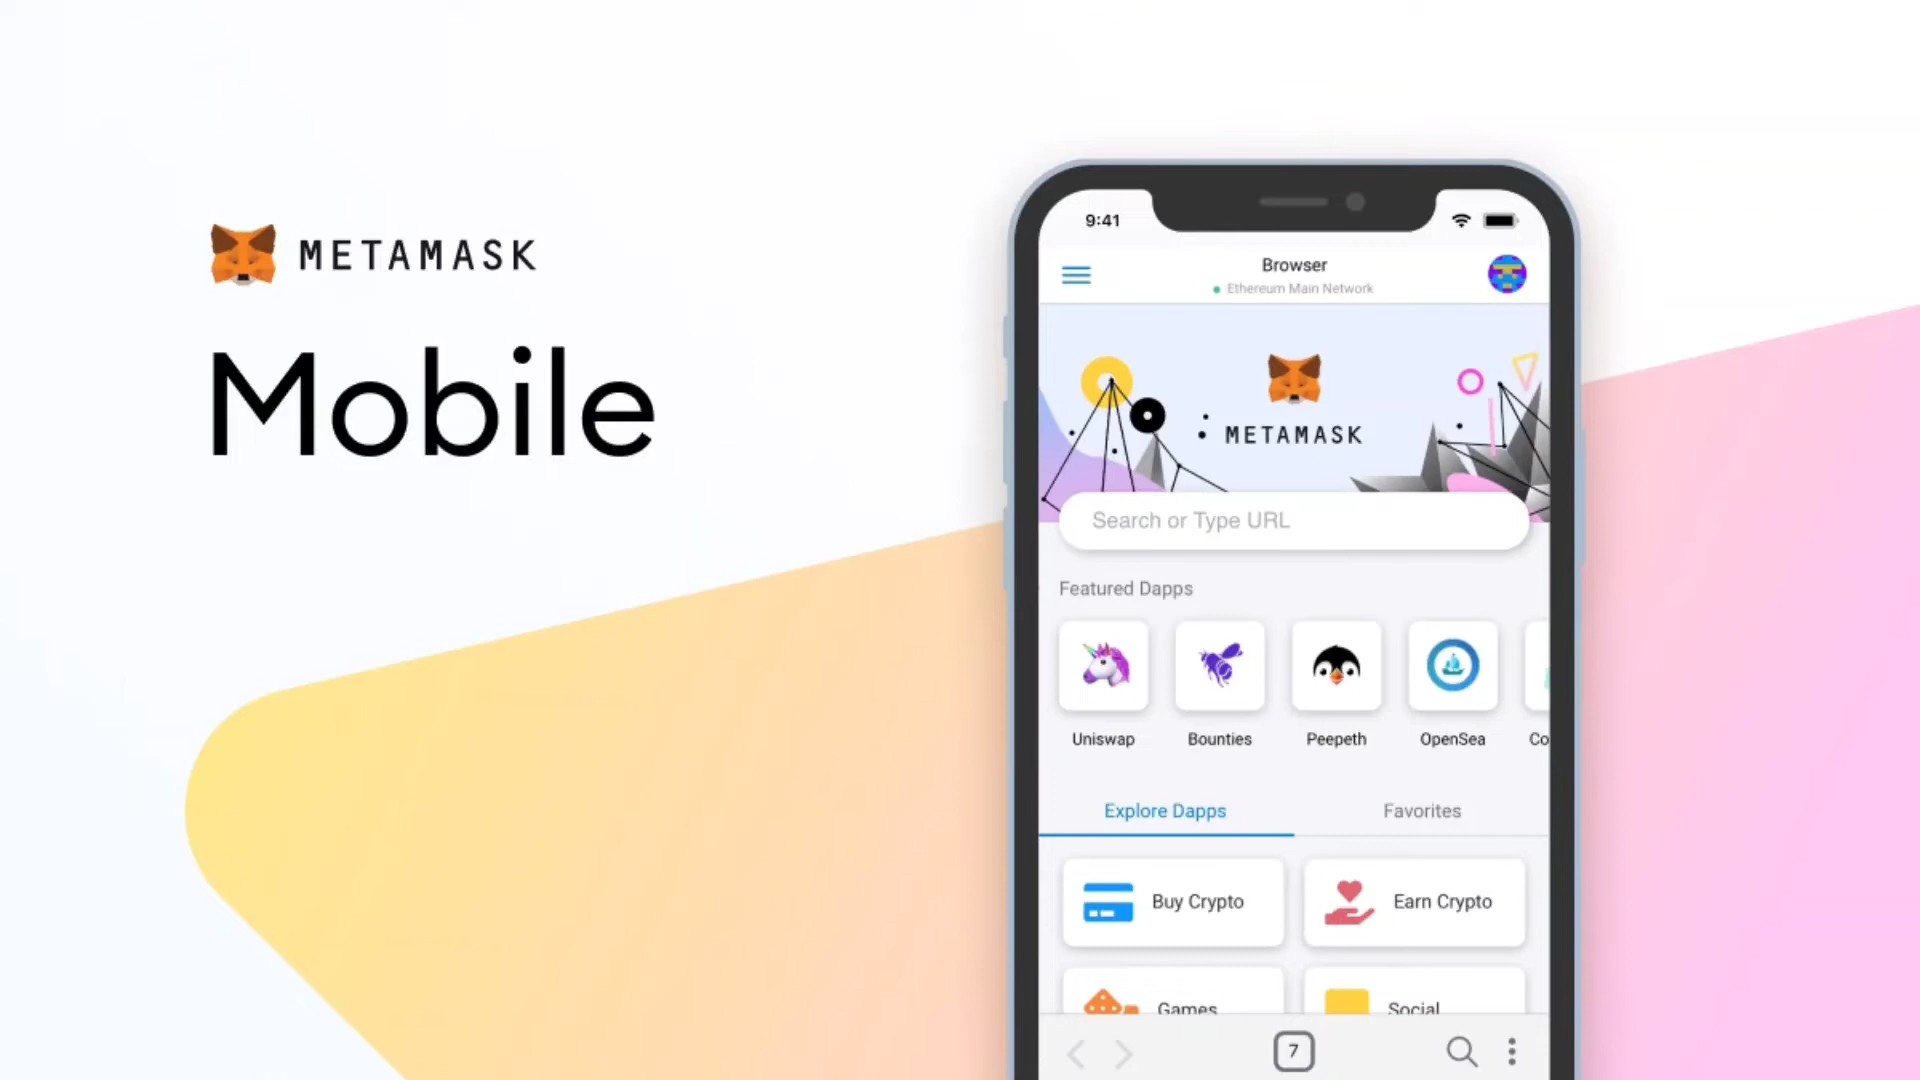 METAMASK
Mobile
9:41
Browser
Ethereum Main Network
METAMASK
Search or Type URL
Featured Dapps
Uniswap Bounties Peepeth OpenSea Co
Explore Dapps Favorites
Buy Crypto Earn Crypto
Games Social
7